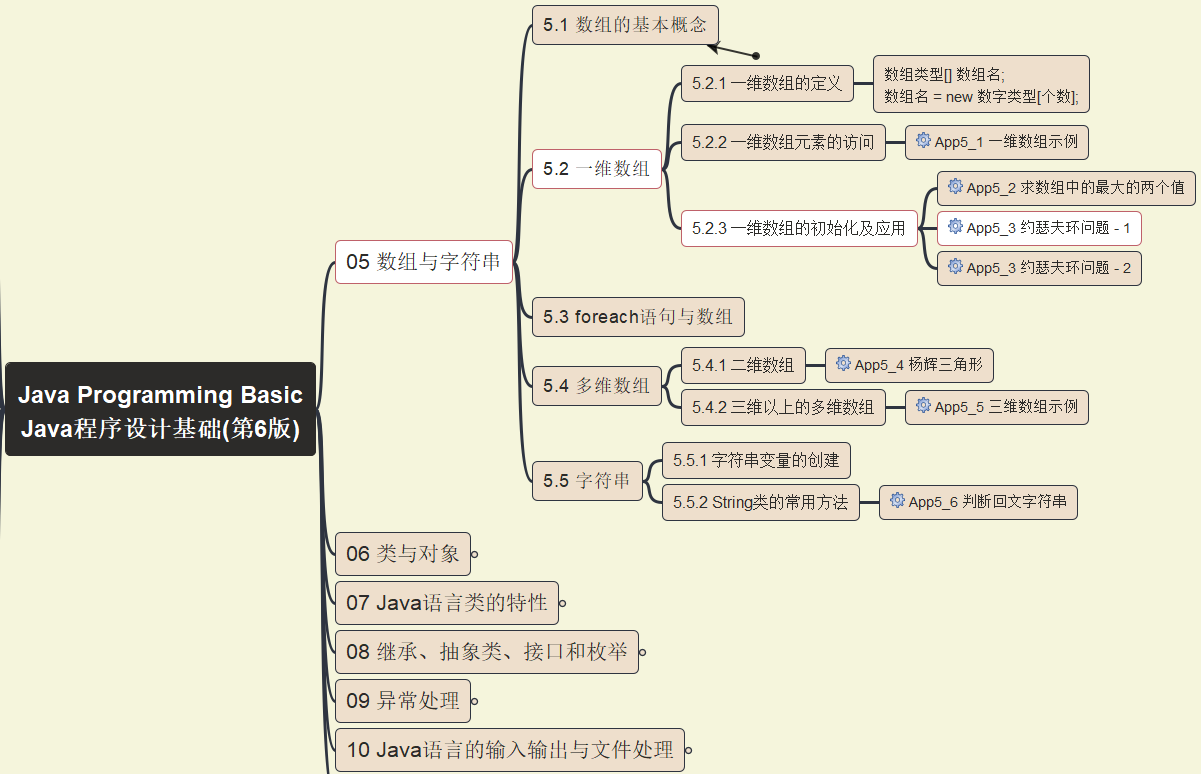 Java Programming Basic
Java程序设计基础(第6版)
05 数组与字符串
5.1 数组的基本概念
5.2 一维数组
5.2.1 一维数组的定义
数组类型[] 数组名;
数组名 = new 数字类型[个数];
5.2.2 一维数组元素的访问
App5_1 一维数组示例
5.2.3 一维数组的初始化及应用
App5_2 求数组中的最大的两个值
App5_3 约瑟夫环问题 - 1
App5_3 约瑟夫环问题 - 2
5.3 foreach语句与数组
5.4 多维数组
5.4.1 二维数组
App5_4 杨辉三角形
5.4.2 三维以上的多维数组
App5_5 三维数组示例
5.5 字符串
5.5.1 字符串变量的创建
5.5.2 String类的常用方法
App5_6 判断回文字符串
06 类与对象
07 Java语言类的特性
08 继承、抽象类、接口和枚举
09 异常处理
10 Java语言的输入输出与文件处理